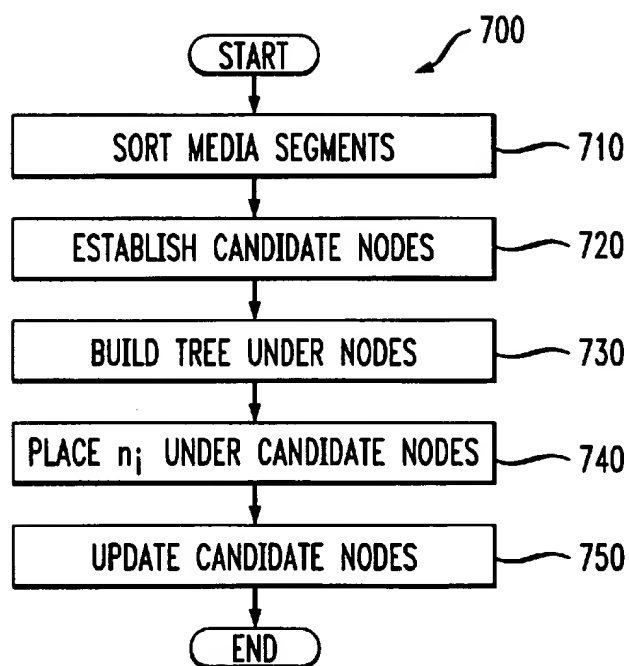 700
START
SORT MEDIA SEGMENTS 710
ESTABLISH CANDIDATE NODES 720
BUILD TREE UNDER NODES 730
PLACE ni UNDER CANDIDATE NODES 740
UPDATE CANDIDATE NODES 750
END